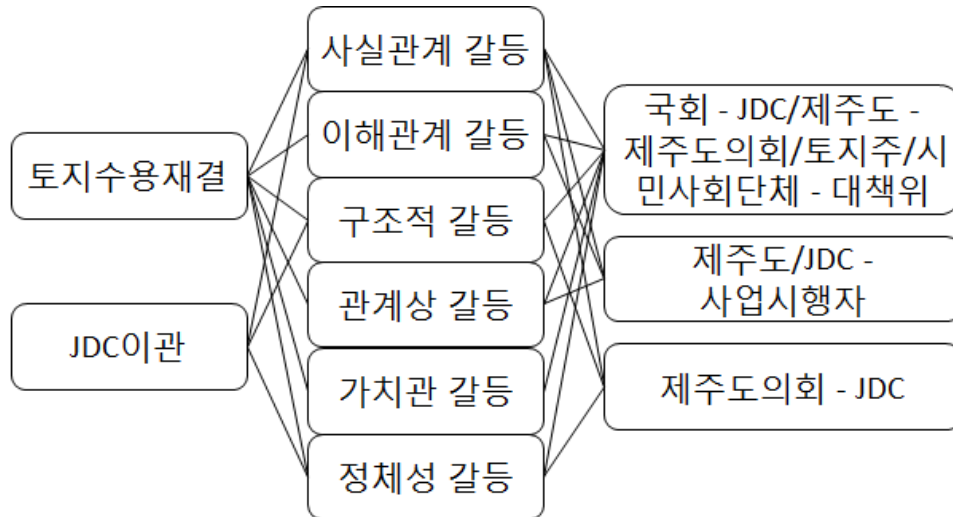 토지수용재결
JDC이관
사실관계 갈등
이해관계 갈등
구조적 갈등
관계상 갈등
가치관 갈등
정체성 갈등
국회 - JDC/제주도 -
제주도의회/토지주/시
민사회단체 - 대책위
제주도/JDC -
사업시행자
제주도의회 - JDC